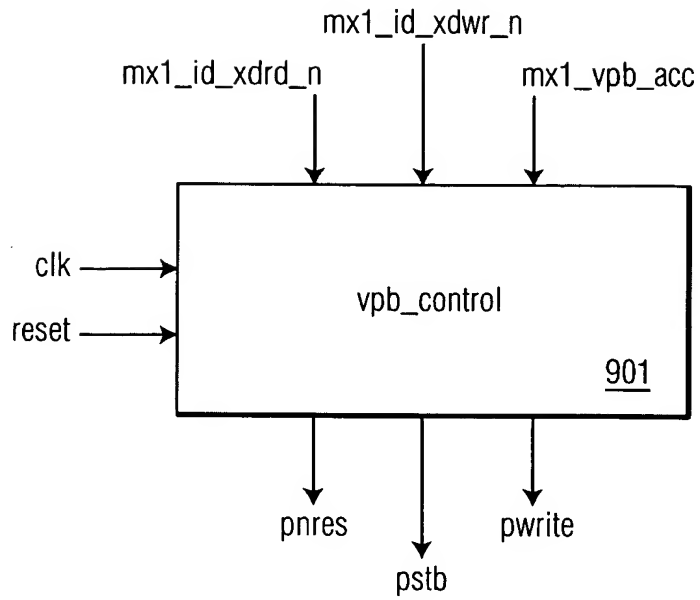 mx1_id_xdwr_n
mx1_id_xdrd_n
mx1_vpb_acc
clk
vpb_control
reset
901
pnres
pwrite
pstb